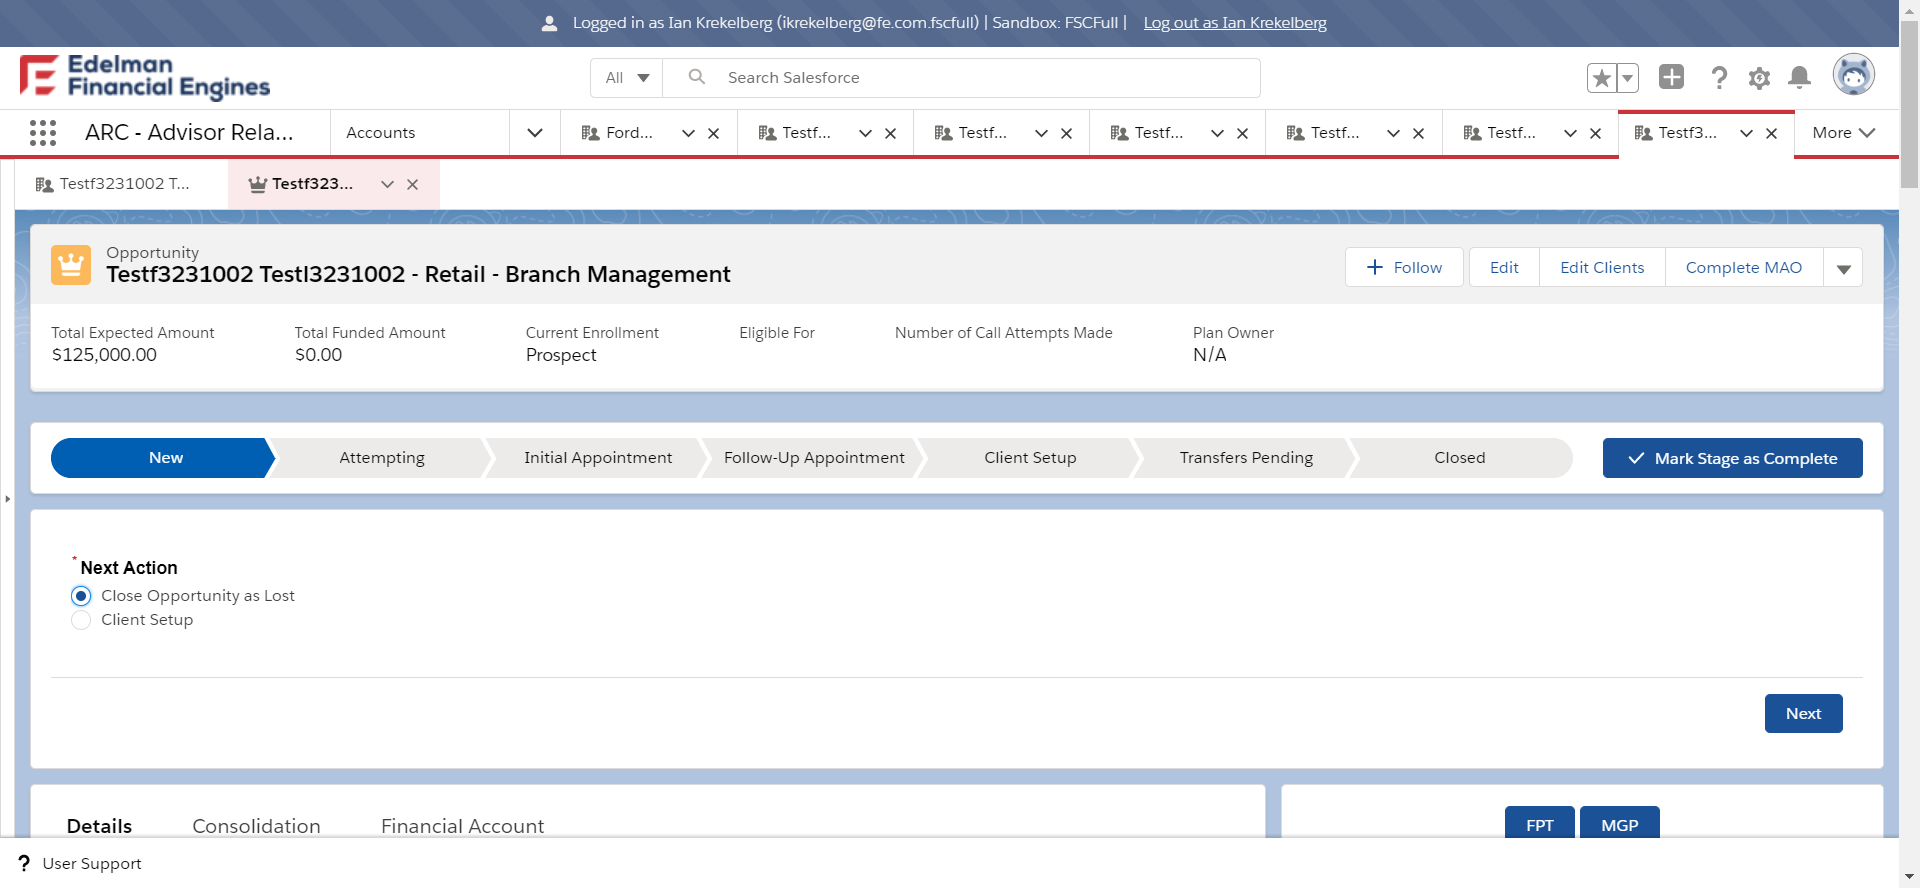 Logged in as Ian Krekelberg (ikrekelberg@fe.com.fscfull) | Sandbox: FSCFull | Log out as Ian Krekelberg
Edelman
Financial Engines
All
Search Salesforce
ARC - Advisor Rela...
Accounts
Ford...
Testf...
Testf...
Testf...
Testf...
Testf...
Testf3...
More
Testf3231002 T...
Testf323...
Opportunity
Testf3231002 Testl3231002 - Retail - Branch Management
Follow
Edit
Edit Clients
Complete MAO
Total Expected Amount
$125,000.00
Total Funded Amount
$0.00
Current Enrollment
Prospect
Eligible For
Number of Call Attempts Made
Plan Owner
N/A
New
Attempting
Initial Appointment
Follow-Up Appointment
Client Setup
Transfers Pending
Closed
Mark Stage as Complete
* Next Action
Close Opportunity as Lost
Client Setup
Next
Details
Consolidation
Financial Account
FPT
MGP
? User Support